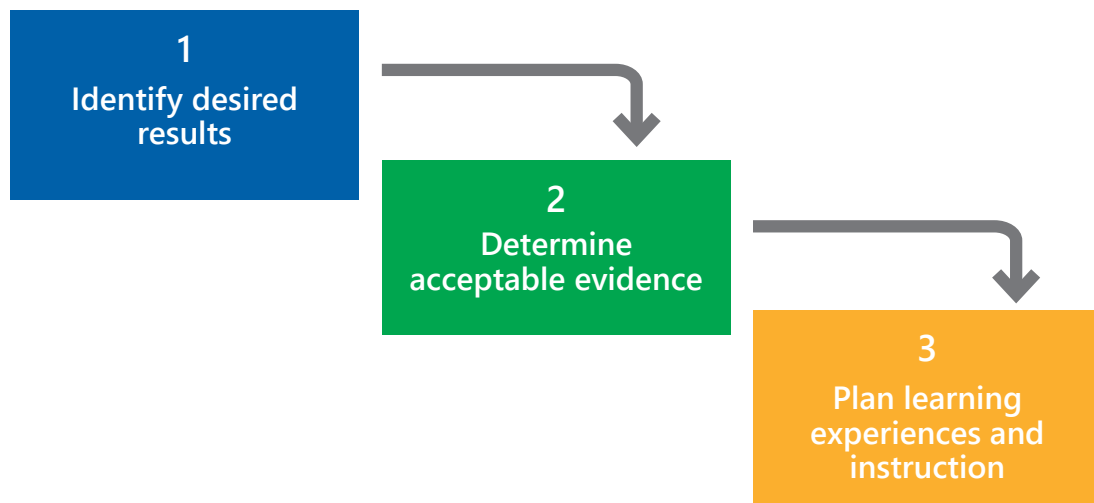 1
Identify desired
results
2
Determine
acceptable evidence
3
Plan learning
experiences and
instruction